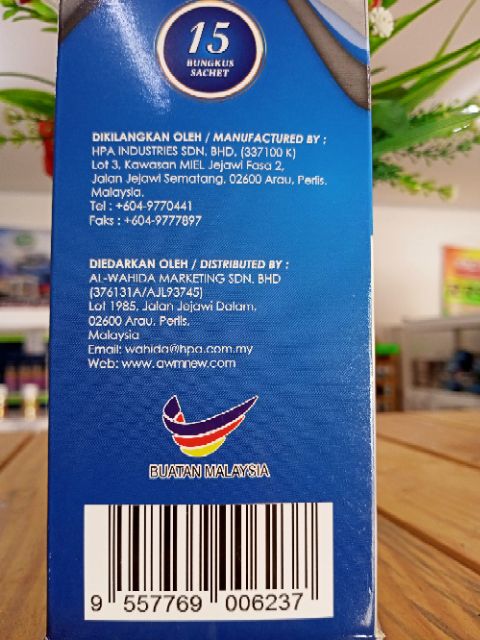 15
BUNGKUS
SACHET
DIKILANGKAN OLEH / MANUFACTURED BY :
HPA INDUSTRIES SDN. BHD. (337100 K)
Lot 3, Kawasan MIEL Jejawi Fasa 2,
Jalan Jejawi Sematang, 02600 Arau, Perlis,
Malaysia.
Tel : +604-9770441
Faks : +604-9777897
DIEDARKAN OLEH / DISTRIBUTED BY :
AL-WAHIDA MARKETING SDN. BHD
(376131A/AJL93745)
Lot 1985, Jalan Jejawi Dalam,
02600 Arau, Perlis,
Malaysia
Email: wahida@hpa.com.my
Web: www.awmnew.com
BUATAN MALAYSIA
9 557769 006237